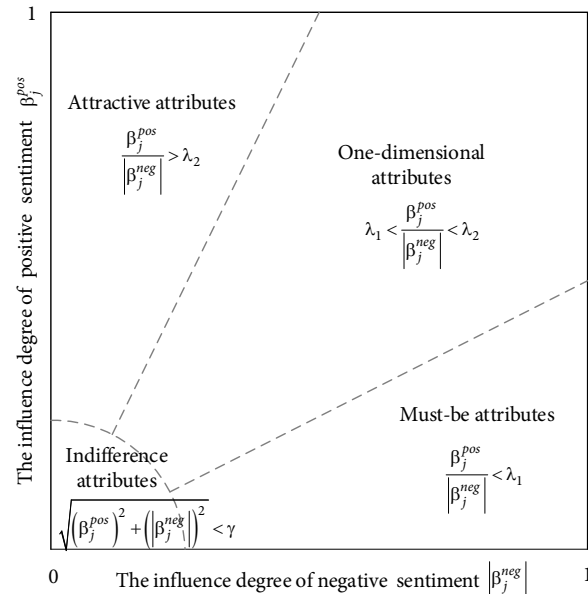 1
The influence degree of positive sentiment β_j^{pos}
Attractive attributes
β_j^{pos} / |β_j^{neg}| > λ_2
One-dimensional
attributes
λ_1 < β_j^{pos} / |β_j^{neg}| < λ_2
Must-be attributes
β_j^{pos} / |β_j^{neg}| < λ_1
Indifference
attributes
√((β_j^{pos})^2 + (|β_j^{neg}|)^2) < γ
0
The influence degree of negative sentiment |β_j^{neg}|
1